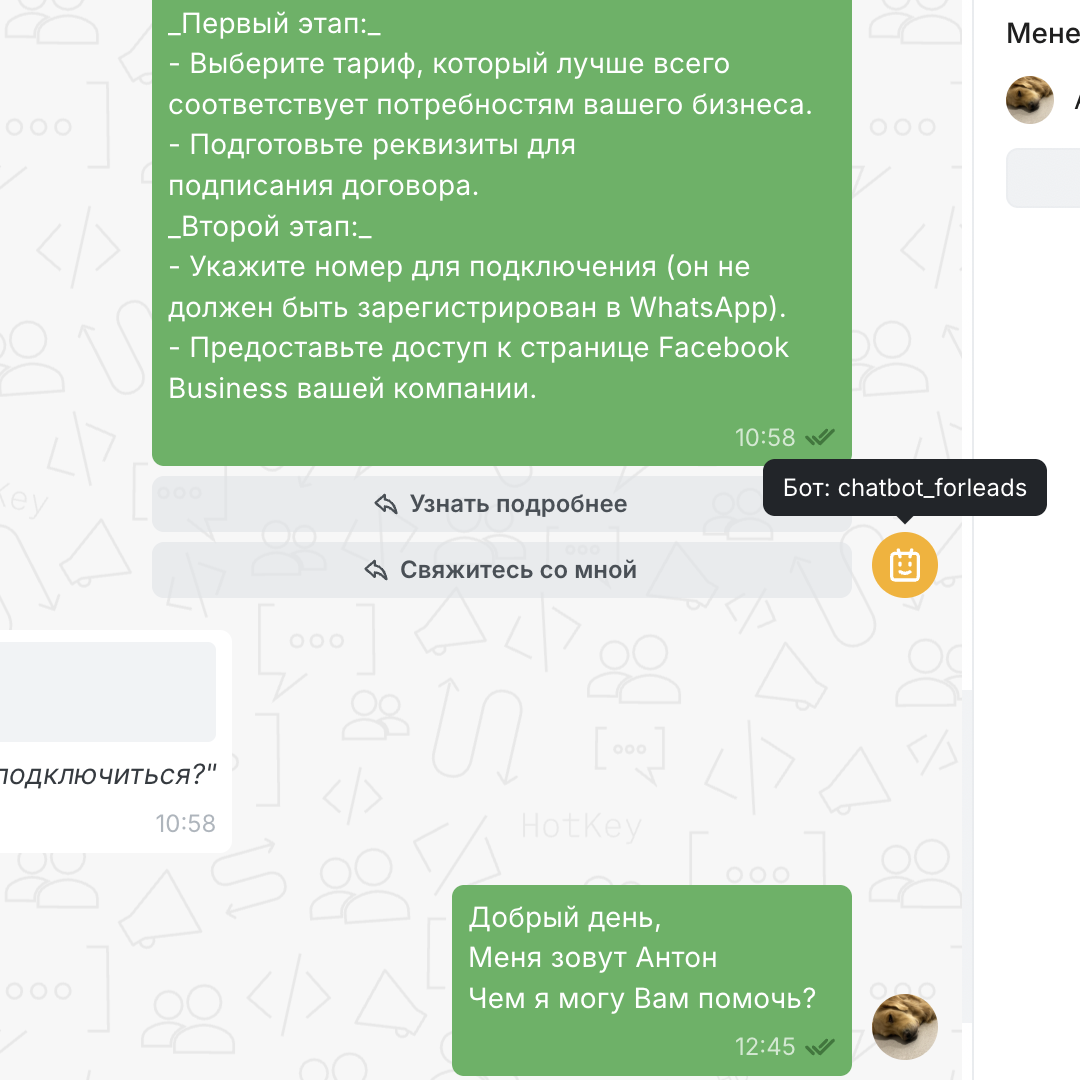 _Первый этап:_
- Выберите тариф, который лучше всего
соответствует потребностям вашего бизнеса.
- Подготовьте реквизиты для
подписания договора.
_Второй этап:_
- Укажите номер для подключения (он не
должен быть зарегистрирован в WhatsApp).
- Предоставьте доступ к странице Facebook
Business вашей компании.
10:58
Бот: chatbot_forleads
Узнать подробнее
Свяжитесь со мной
подключиться?"
10:58
HotKey
Добрый день,
Меня зовут Антон
Чем я могу Вам помочь?
12:45